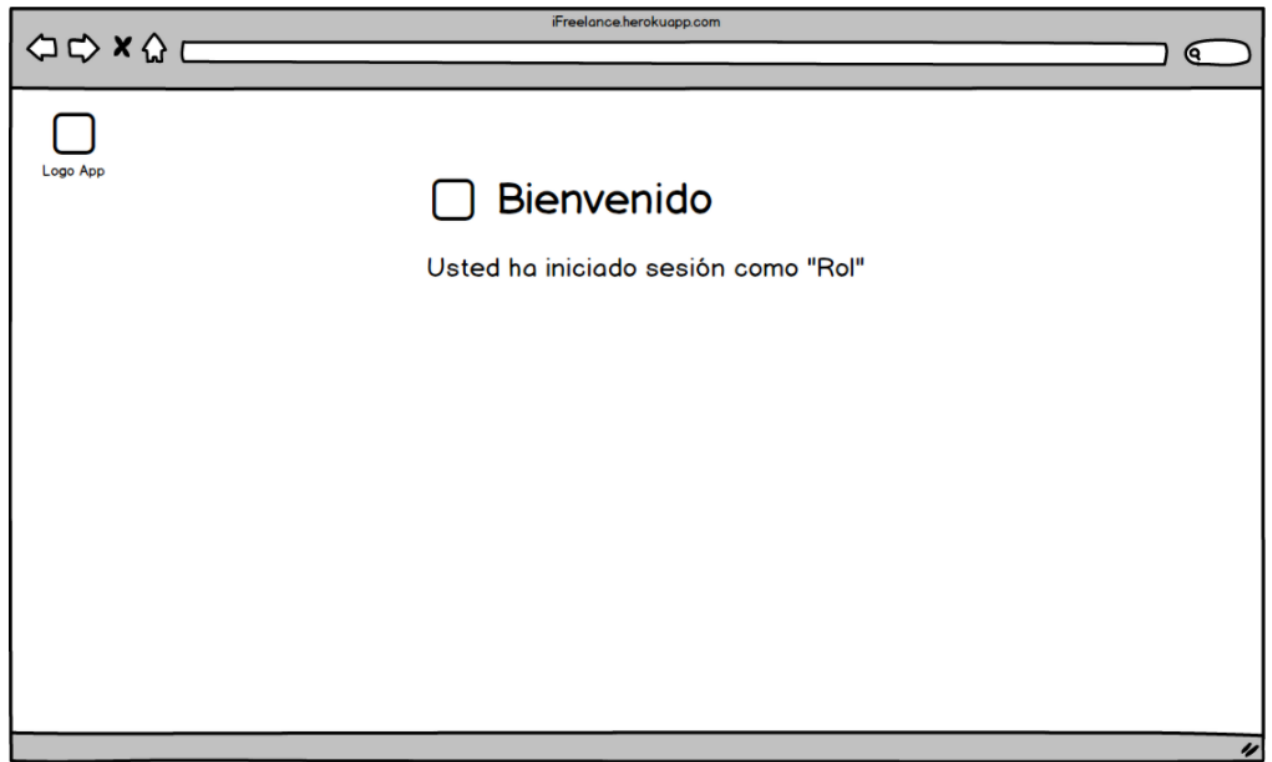 iFreelance.herokuapp.com
Logo App
Bienvenido
Usted ha iniciado sesión como "Rol"